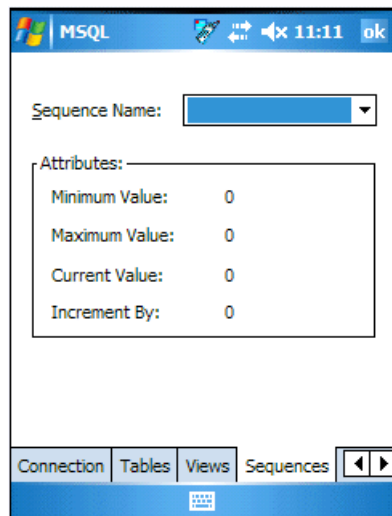 MSQL 11:11 ok
Sequence Name:
Attributes:
Minimum Value: 0
Maximum Value: 0
Current Value: 0
Increment By: 0
Connection Tables Views Sequences